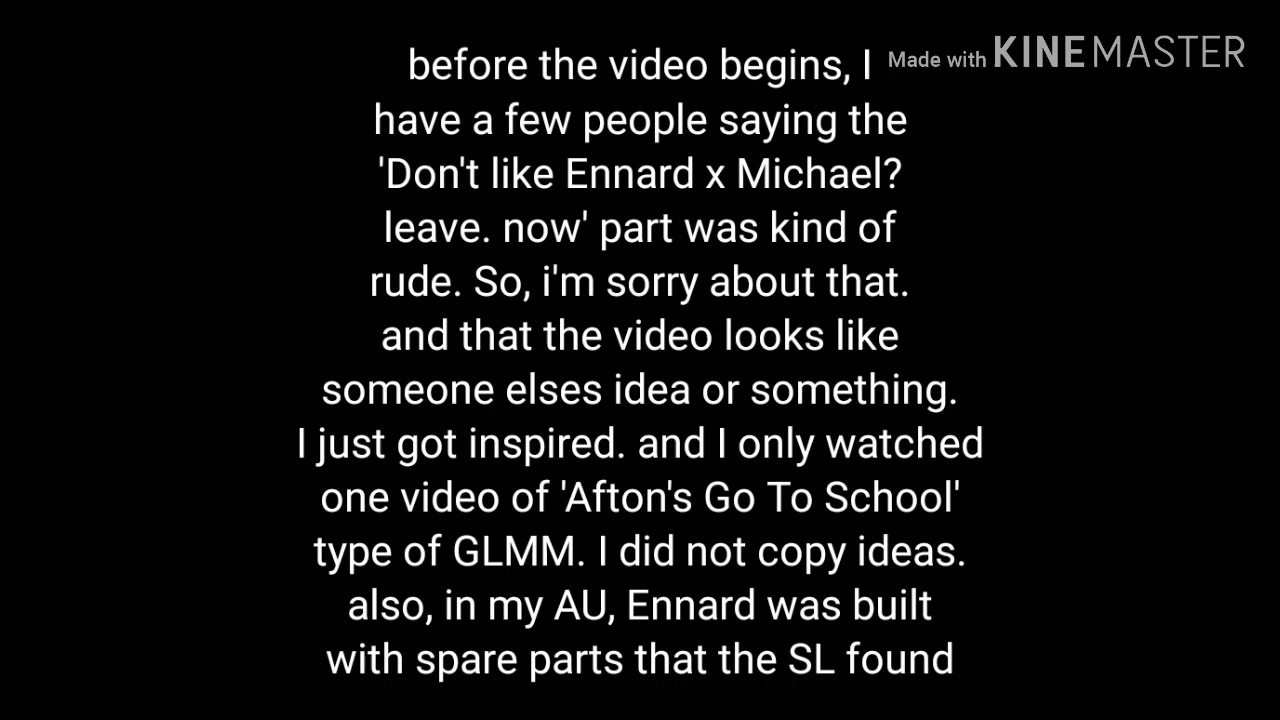 before the video begins, I
Made with KINEMASTER
have a few people saying the
'Don't like Ennard x Michael?
leave. now' part was kind of
rude. So, i'm sorry about that.
and that the video looks like
someone elses idea or something.
I just got inspired. and I only watched
one video of 'Afton's Go To School'
type of GLMM. I did not copy ideas.
also, in my AU, Ennard was built
with spare parts that the SL found